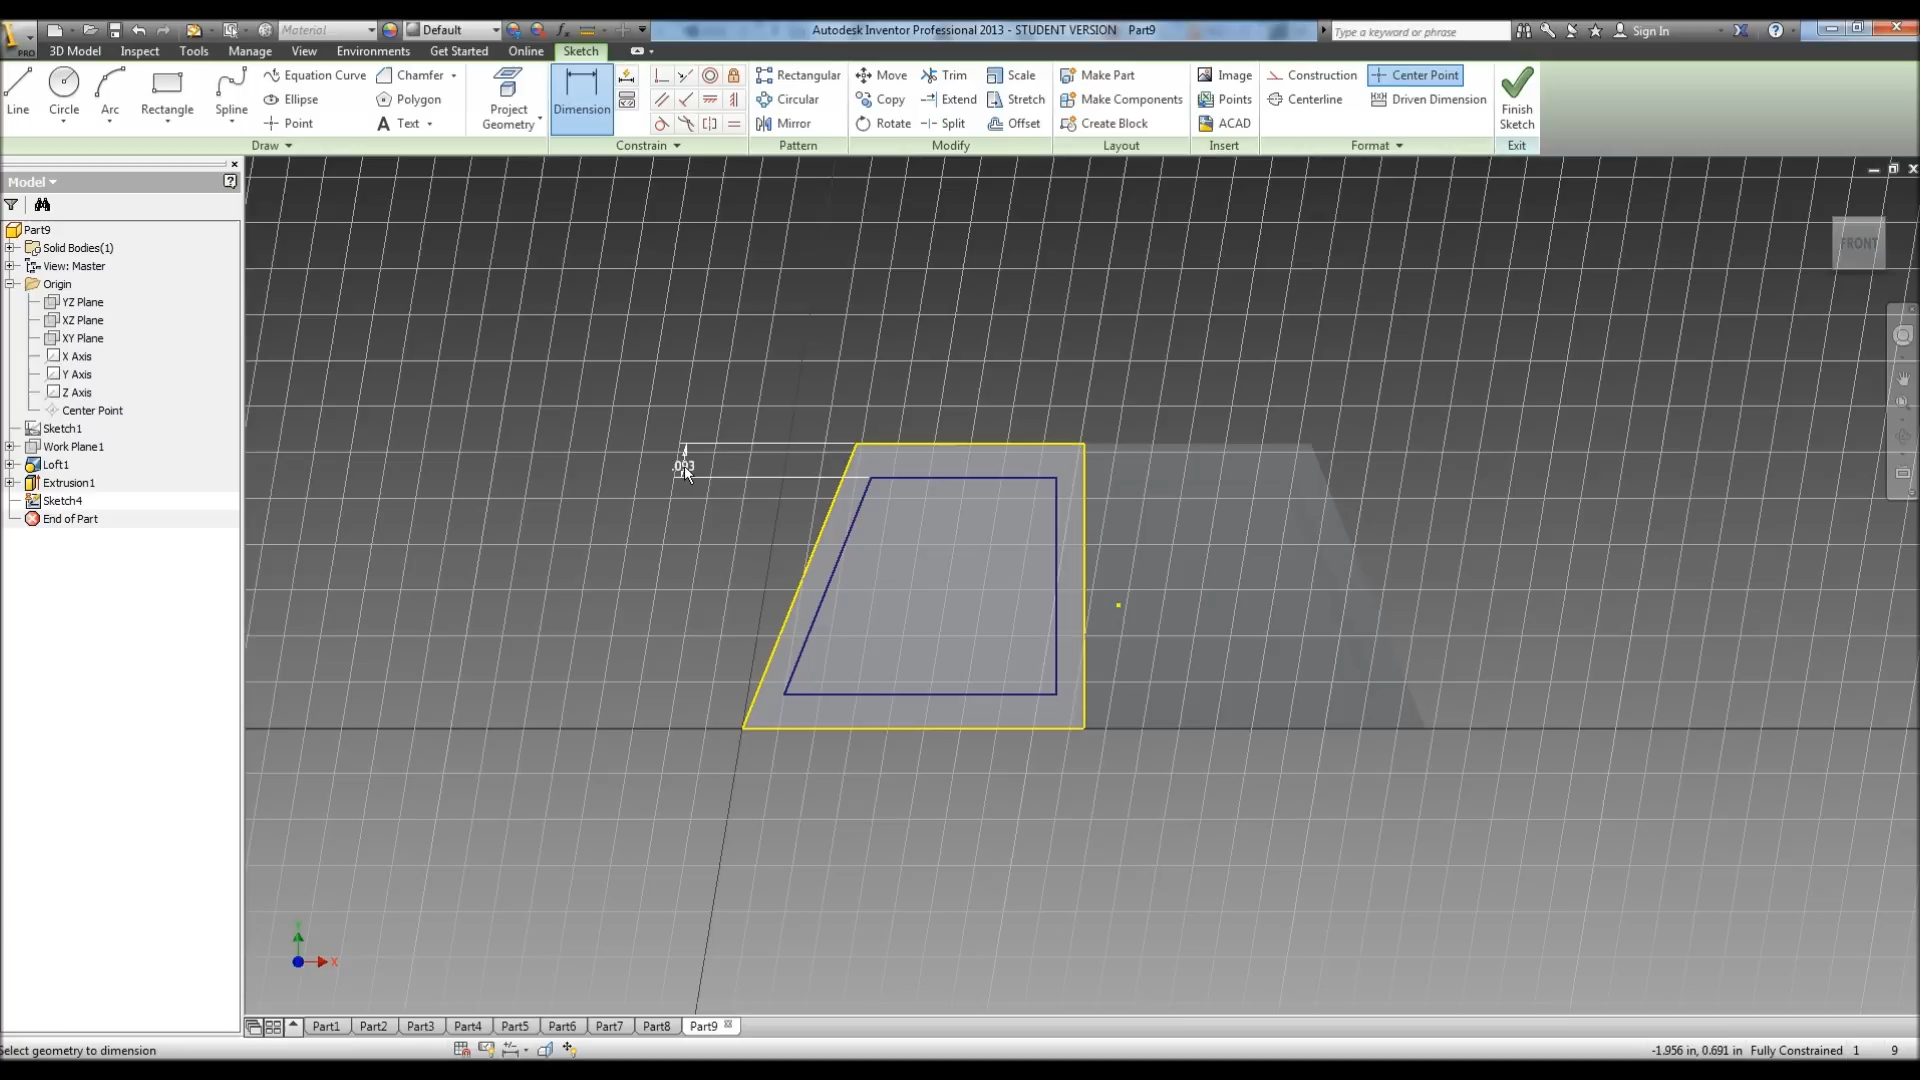 Material
Default
Autodesk Inventor Professional 2013 - STUDENT VERSION Part9
Type a keyword or phrase
Sign In
PRO
3D Model Inspect Tools Manage View Environments Get Started Online Sketch
Line
Circle
Arc
Rectangle
Spline
Equation Curve
Ellipse
Point
Chamfer
Polygon
Text
Project Geometry
Dimension
Rectangular
Circular
Mirror
Move
Copy
Rotate
Trim
Extend
Split
Scale
Stretch
Offset
Make Part
Make Components
Create Block
Image
Points
ACAD
Construction
Centerline
Center Point
Driven Dimension
Finish Sketch
Draw
Constrain
Pattern
Modify
Layout
Insert
Format
Exit
Model
Part9
Solid Bodies(1)
View: Master
Origin
YZ Plane
XZ Plane
XY Plane
X Axis
Y Axis
Z Axis
Center Point
Sketch1
Work Plane1
Loft1
Extrusion1
Sketch4
End of Part
FRONT
.093
X
Part1 Part2 Part3 Part4 Part5 Part6 Part7 Part8 Part9
Select geometry to dimension
-1.956 in, 0.691 in Fully Constrained 1 9